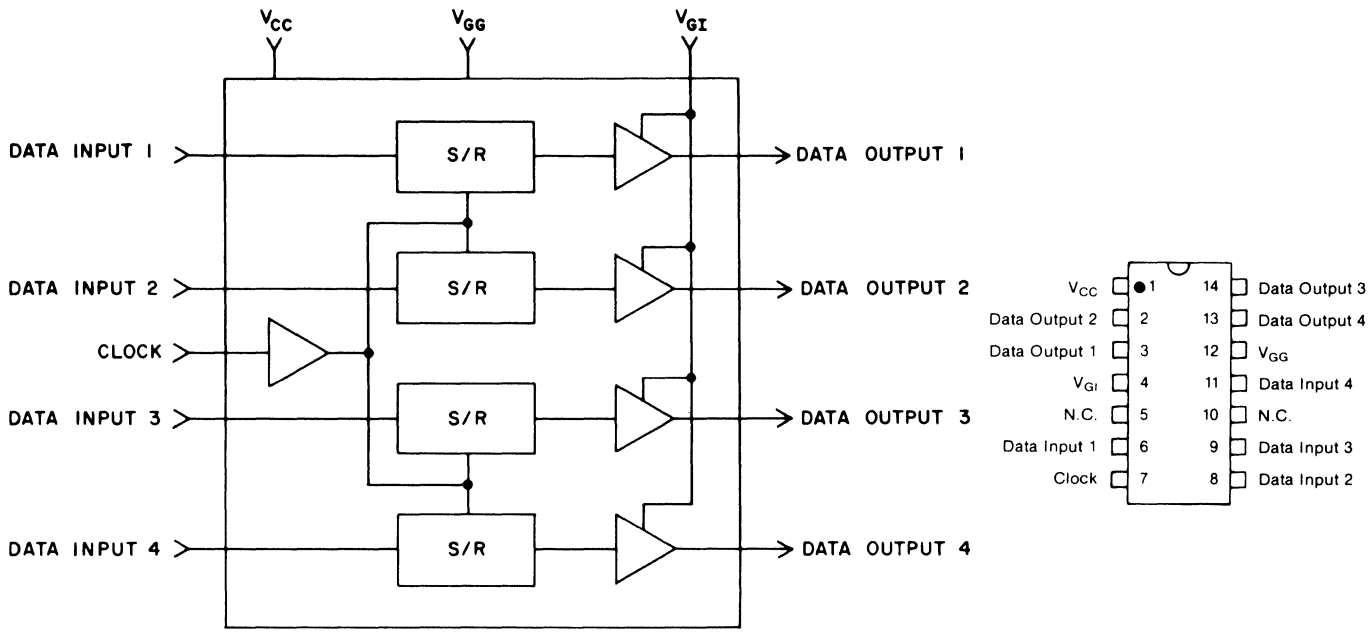 VCC
VGG
VGI
DATA INPUT 1
S/R
DATA OUTPUT 1
DATA INPUT 2
S/R
DATA OUTPUT 2
CLOCK
DATA INPUT 3
S/R
DATA OUTPUT 3
DATA INPUT 4
S/R
DATA OUTPUT 4
VCC 1 14 Data Output 3
Data Output 2 2 13 Data Output 4
Data Output 1 3 12 VGG
VGI 4 11 Data Input 4
N.C. 5 10 N.C.
Data Input 1 6 9 Data Input 3
Clock 7 8 Data Input 2